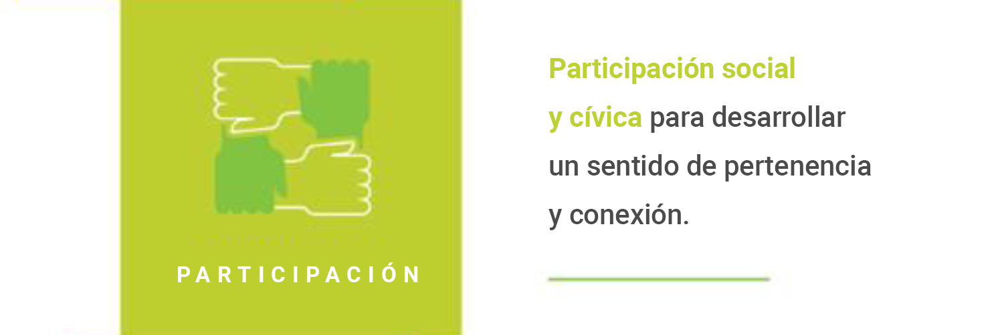 PARTICIPACIÓN
Participación social
y cívica para desarrollar
un sentido de pertenencia
y conexión.